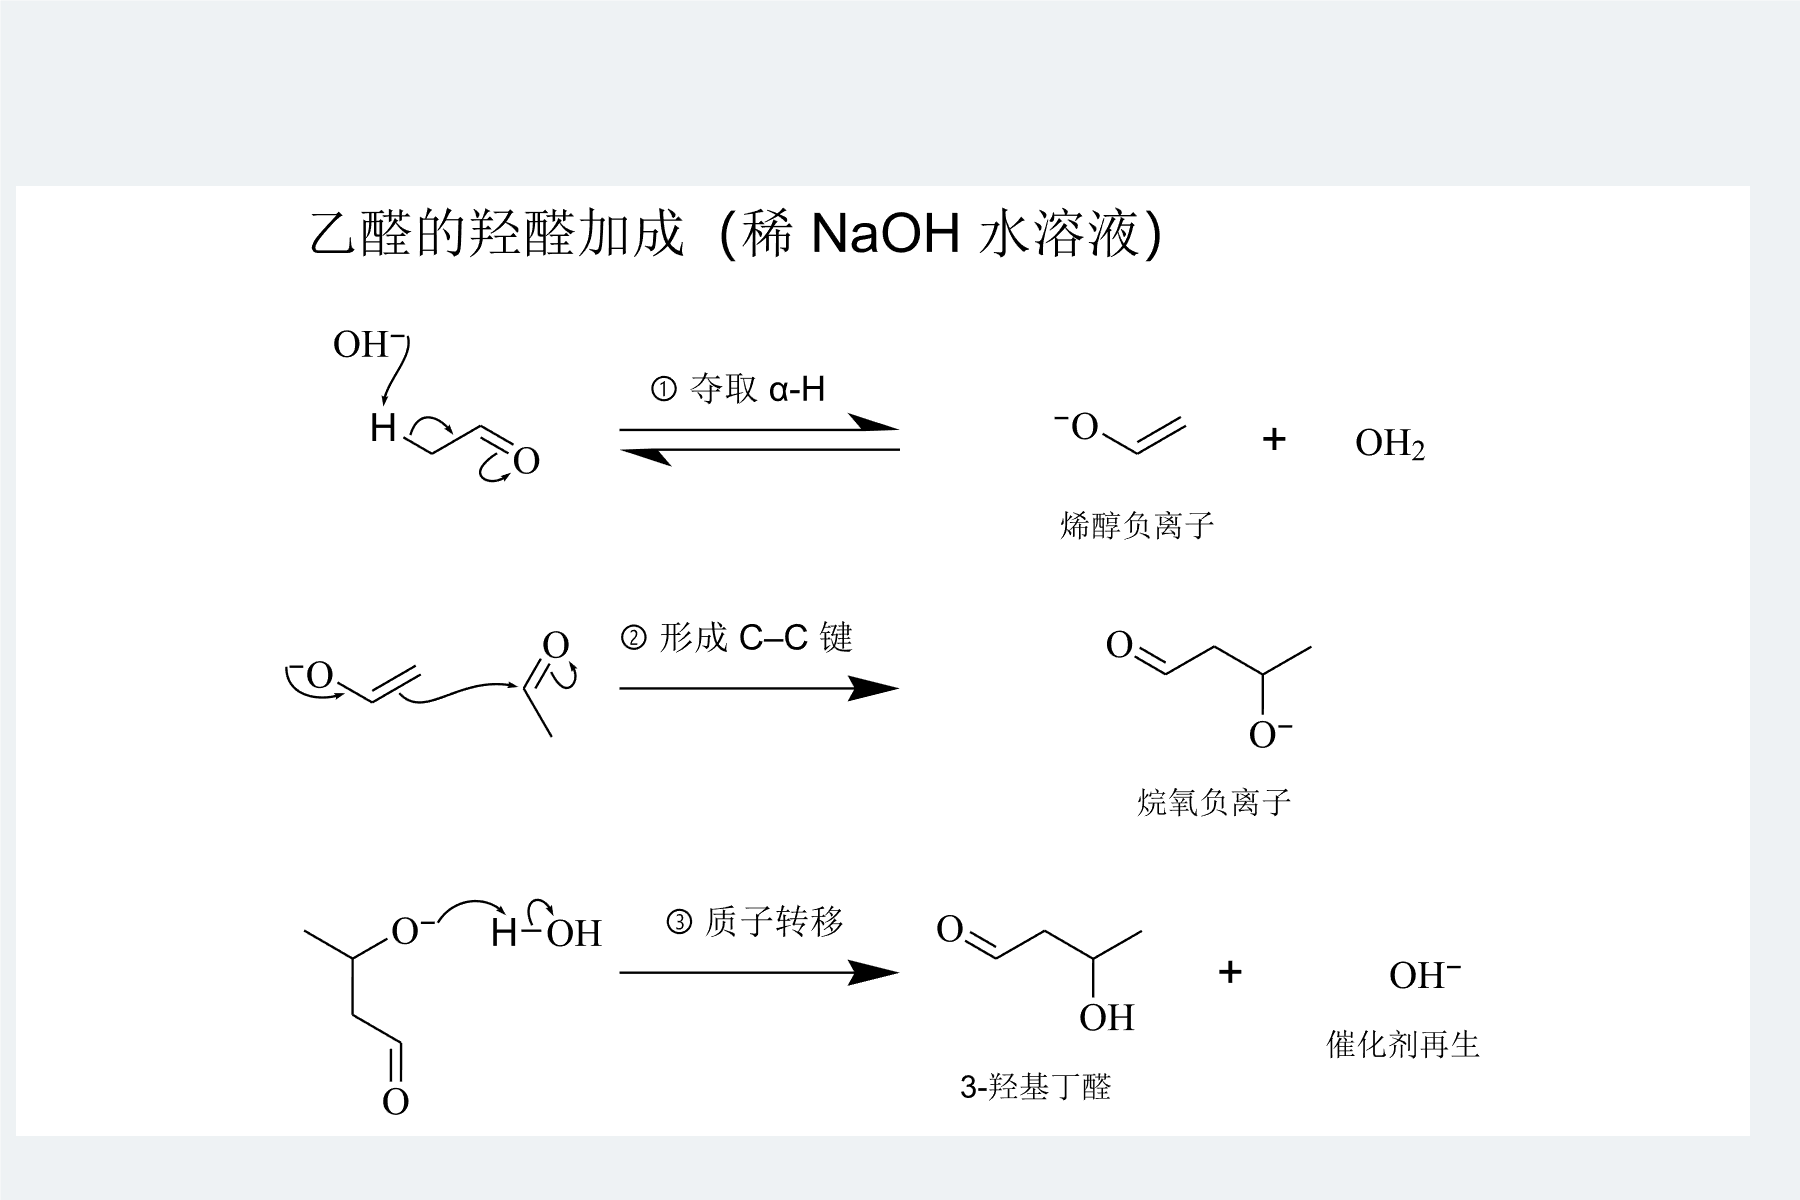 乙醛的羟醛加成（稀 NaOH 水溶液）
OH⁻
H
O
① 夺取 α-H
⁻O
+
OH₂
烯醇负离子
⁻O
O
② 形成 C–C 键
O
O⁻
烷氧负离子
O⁻
H–OH
O
③ 质子转移
O
OH
+
OH⁻
催化剂再生
3-羟基丁醛